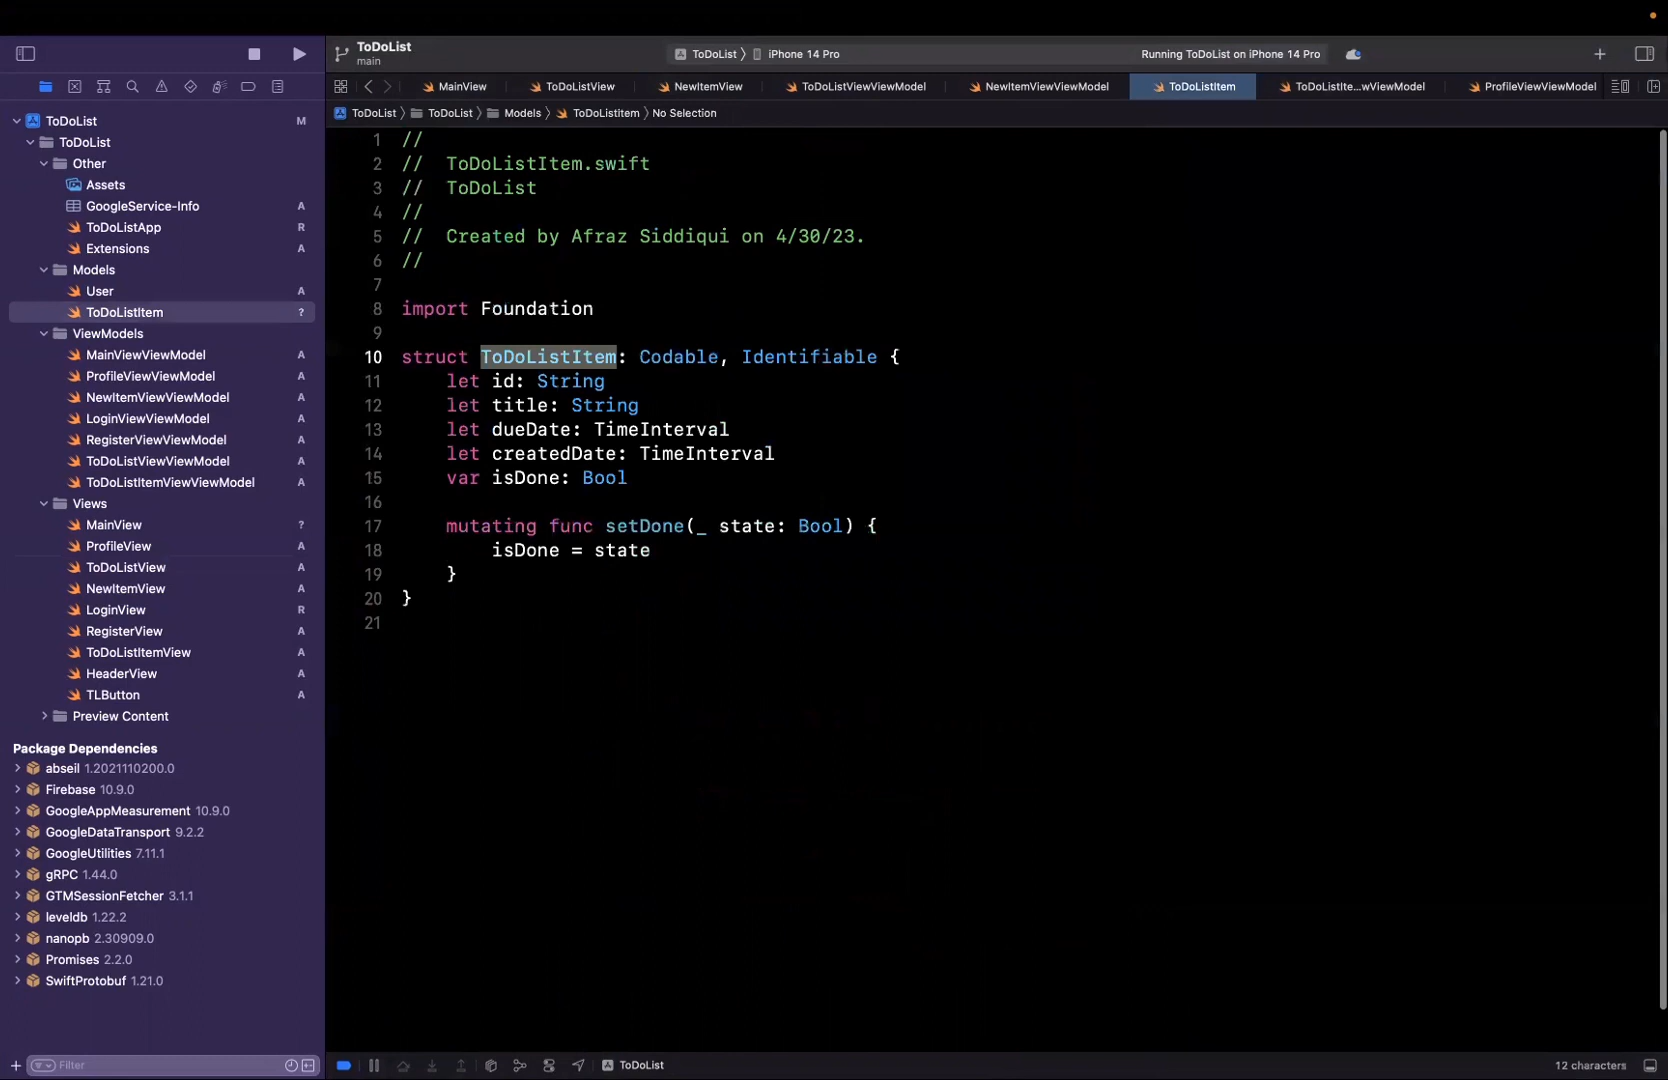 ToDoList
main
ToDoList 〉 iPhone 14 Pro
Running ToDoList on iPhone 14 Pro
MainView
ToDoListView
NewItemView
ToDoListViewViewModel
NewItemViewViewModel
ToDoListItem
ToDoListIte...wViewModel
ProfileViewViewModel
ToDoList 〉 ToDoList 〉 Models 〉 ToDoListItem 〉 No Selection
ToDoList M
ToDoList
Other
Assets
GoogleService-Info A
ToDoListApp R
Extensions A
Models
User A
ToDoListItem ?
ViewModels
MainViewViewModel A
ProfileViewViewModel A
NewItemViewViewModel A
LoginViewViewModel A
RegisterViewViewModel A
ToDoListViewViewModel A
ToDoListItemViewViewModel A
Views
MainView ?
ProfileView A
ToDoListView A
NewItemView A
LoginView R
RegisterView A
ToDoListItemView A
HeaderView A
TLButton A
Preview Content
Package Dependencies
abseil 1.2021110200.0
Firebase 10.9.0
GoogleAppMeasurement 10.9.0
GoogleDataTransport 9.2.2
GoogleUtilities 7.11.1
gRPC 1.44.0
GTMSessionFetcher 3.1.1
leveldb 1.22.2
nanopb 2.30909.0
Promises 2.2.0
SwiftProtobuf 1.21.0
Filter
1 //
2 //  ToDoListItem.swift
3 //  ToDoList
4 //
5 //  Created by Afraz Siddiqui on 4/30/23.
6 //
7
8 import Foundation
9
10 struct ToDoListItem: Codable, Identifiable {
11     let id: String
12     let title: String
13     let dueDate: TimeInterval
14     let createdDate: TimeInterval
15     var isDone: Bool
16
17     mutating func setDone(_ state: Bool) {
18         isDone = state
19     }
20 }
21
ToDoList
12 characters